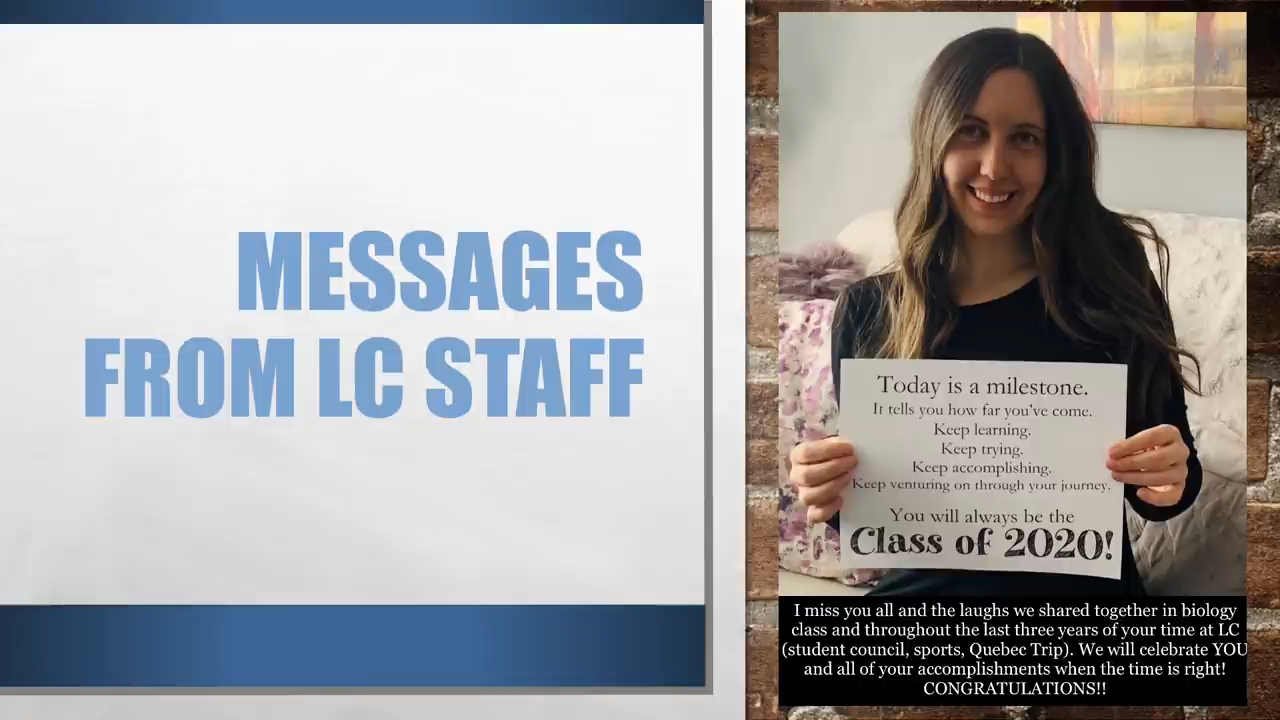 MESSAGES
FROM LC STAFF
Today is a milestone.
It tells you how far you've come.
Keep learning.
Keep trying.
Keep accomplishing.
Keep venturing on through your journey.
You will always be the
Class of 2020!
I miss you all and the laughs we shared together in biology
class and throughout the last three years of your time at LC
(student council, sports, Quebec Trip). We will celebrate YOU
and all of your accomplishments when the time is right!
CONGRATULATIONS!!